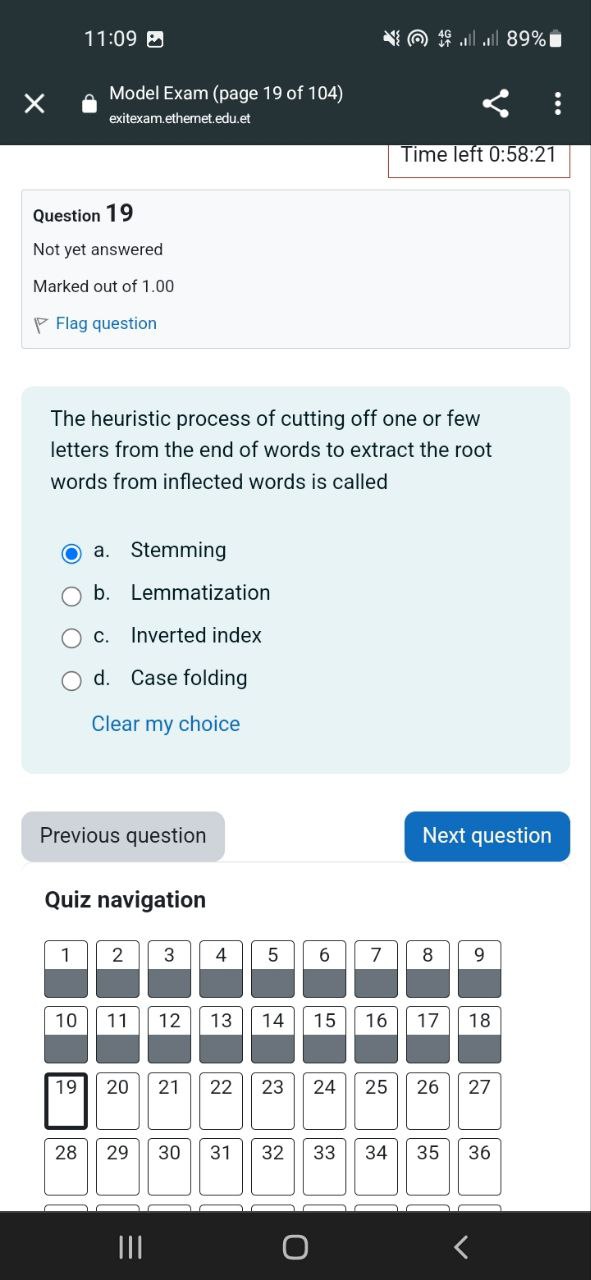 11:09
4G 89%
Model Exam (page 19 of 104)
exitexam.ethernet.edu.et
Time left 0:58:21
Question 19
Not yet answered
Marked out of 1.00
Flag question
The heuristic process of cutting off one or few
letters from the end of words to extract the root
words from inflected words is called
a. Stemming
b. Lemmatization
c. Inverted index
d. Case folding
Clear my choice
Previous question
Next question
Quiz navigation
1 2 3 4 5 6 7 8 9
10 11 12 13 14 15 16 17 18
19 20 21 22 23 24 25 26 27
28 29 30 31 32 33 34 35 36